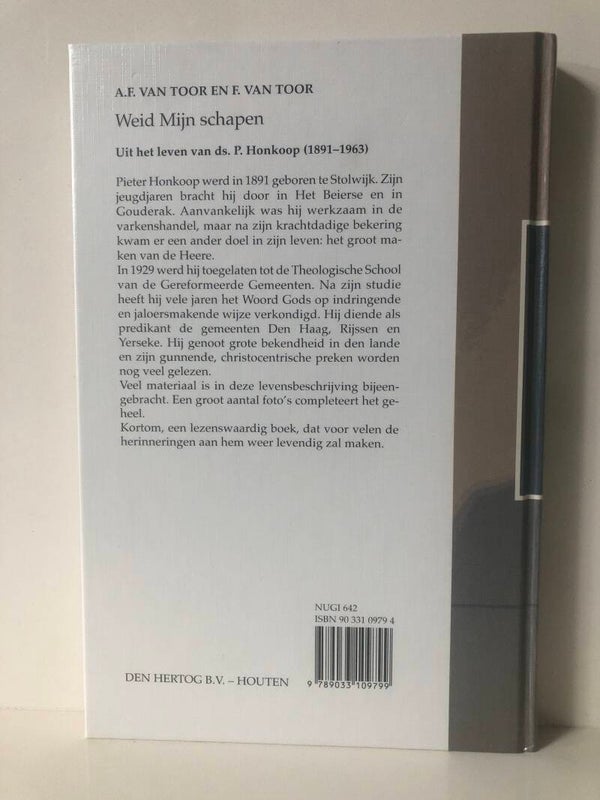 A.F. VAN TOOR EN F. VAN TOOR
Weid Mijn schapen
Uit het leven van ds. P. Honkoop (1891–1963)
Pieter Honkoop werd in 1891 geboren te Stolwijk. Zijn
jeugdjaren bracht hij door in Het Beierse en in
Gouderak. Aanvankelijk was hij werkzaam in de
varkenshandel, maar na zijn krachtdadige bekering
kwam er een ander doel in zijn leven: het groot ma-
ken van de Heere.
In 1929 werd hij toegelaten tot de Theologische School
van de Gereformeerde Gemeenten. Na zijn studie
heeft hij vele jaren het Woord Gods op indringende
en jaloersmakende wijze verkondigd. Hij diende als
predikant de gemeenten Den Haag, Rijssen en
Yerseke. Hij genoot grote bekendheid in den lande
en zijn gunnende, christocentrische preken worden
nog veel gelezen.
Veel materiaal is in deze levensbeschrijving bijeen-
gebracht. Een groot aantal foto's completeert het ge-
heel.
Kortom, een lezenswaardig boek, dat voor velen de
herinneringen aan hem weer levendig zal maken.
NUGI 642
ISBN 90 331 0979 4
DEN HERTOG B.V. – HOUTEN
9 789033 109799